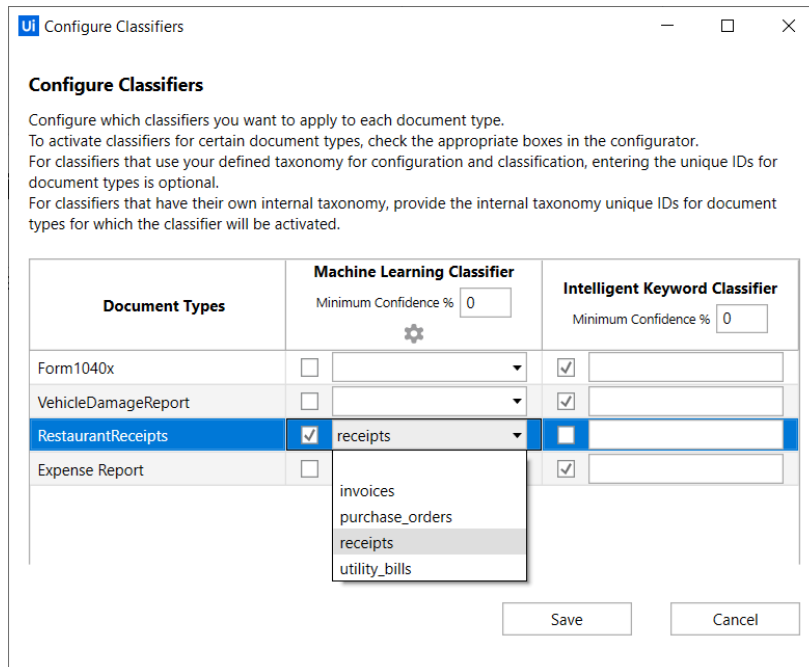 Ui Configure Classifiers
Configure Classifiers
Configure which classifiers you want to apply to each document type.
To activate classifiers for certain document types, check the appropriate boxes in the configurator.
For classifiers that use your defined taxonomy for configuration and classification, entering the unique IDs for
document types is optional.
For classifiers that have their own internal taxonomy, provide the internal taxonomy unique IDs for document
types for which the classifier will be activated.
Document Types
Machine Learning Classifier
Minimum Confidence % 0
Intelligent Keyword Classifier
Minimum Confidence % 0
Form1040x
VehicleDamageReport
RestaurantReceipts receipts
Expense Report
invoices
purchase_orders
receipts
utility_bills
Save Cancel